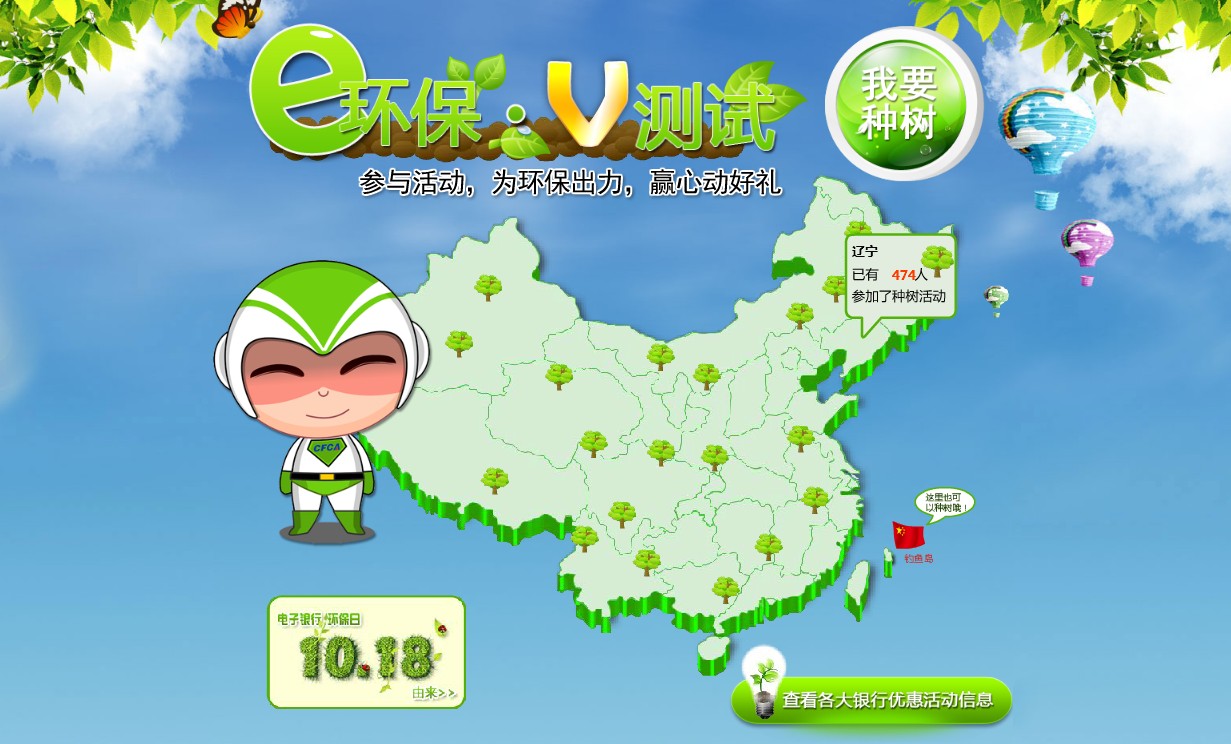 e环保·V测试
我要
种树
参与活动，为环保出力，赢心动好礼
辽宁
已有 474人
参加了种树活动
CFCA
这里也可
以种树哦！
钓鱼岛
电子银行 环保日
10.18
由来>>
查看各大银行优惠活动信息